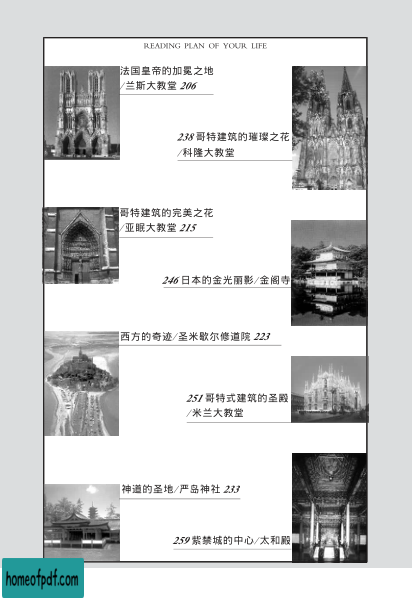 READING PLAN OF YOUR LIFE
法国皇帝的加冕之地
/兰斯大教堂 206
238 哥特建筑的璀璨之花
/科隆大教堂
哥特建筑的完美之花
/亚眠大教堂 215
246 日本的金光丽影/金阁寺
西方的奇迹/圣米歇尔修道院 223
251 哥特式建筑的圣殿
/米兰大教堂
神道的圣地/严岛神社 233
259 紫禁城的中心/太和殿
homeofpdf.com